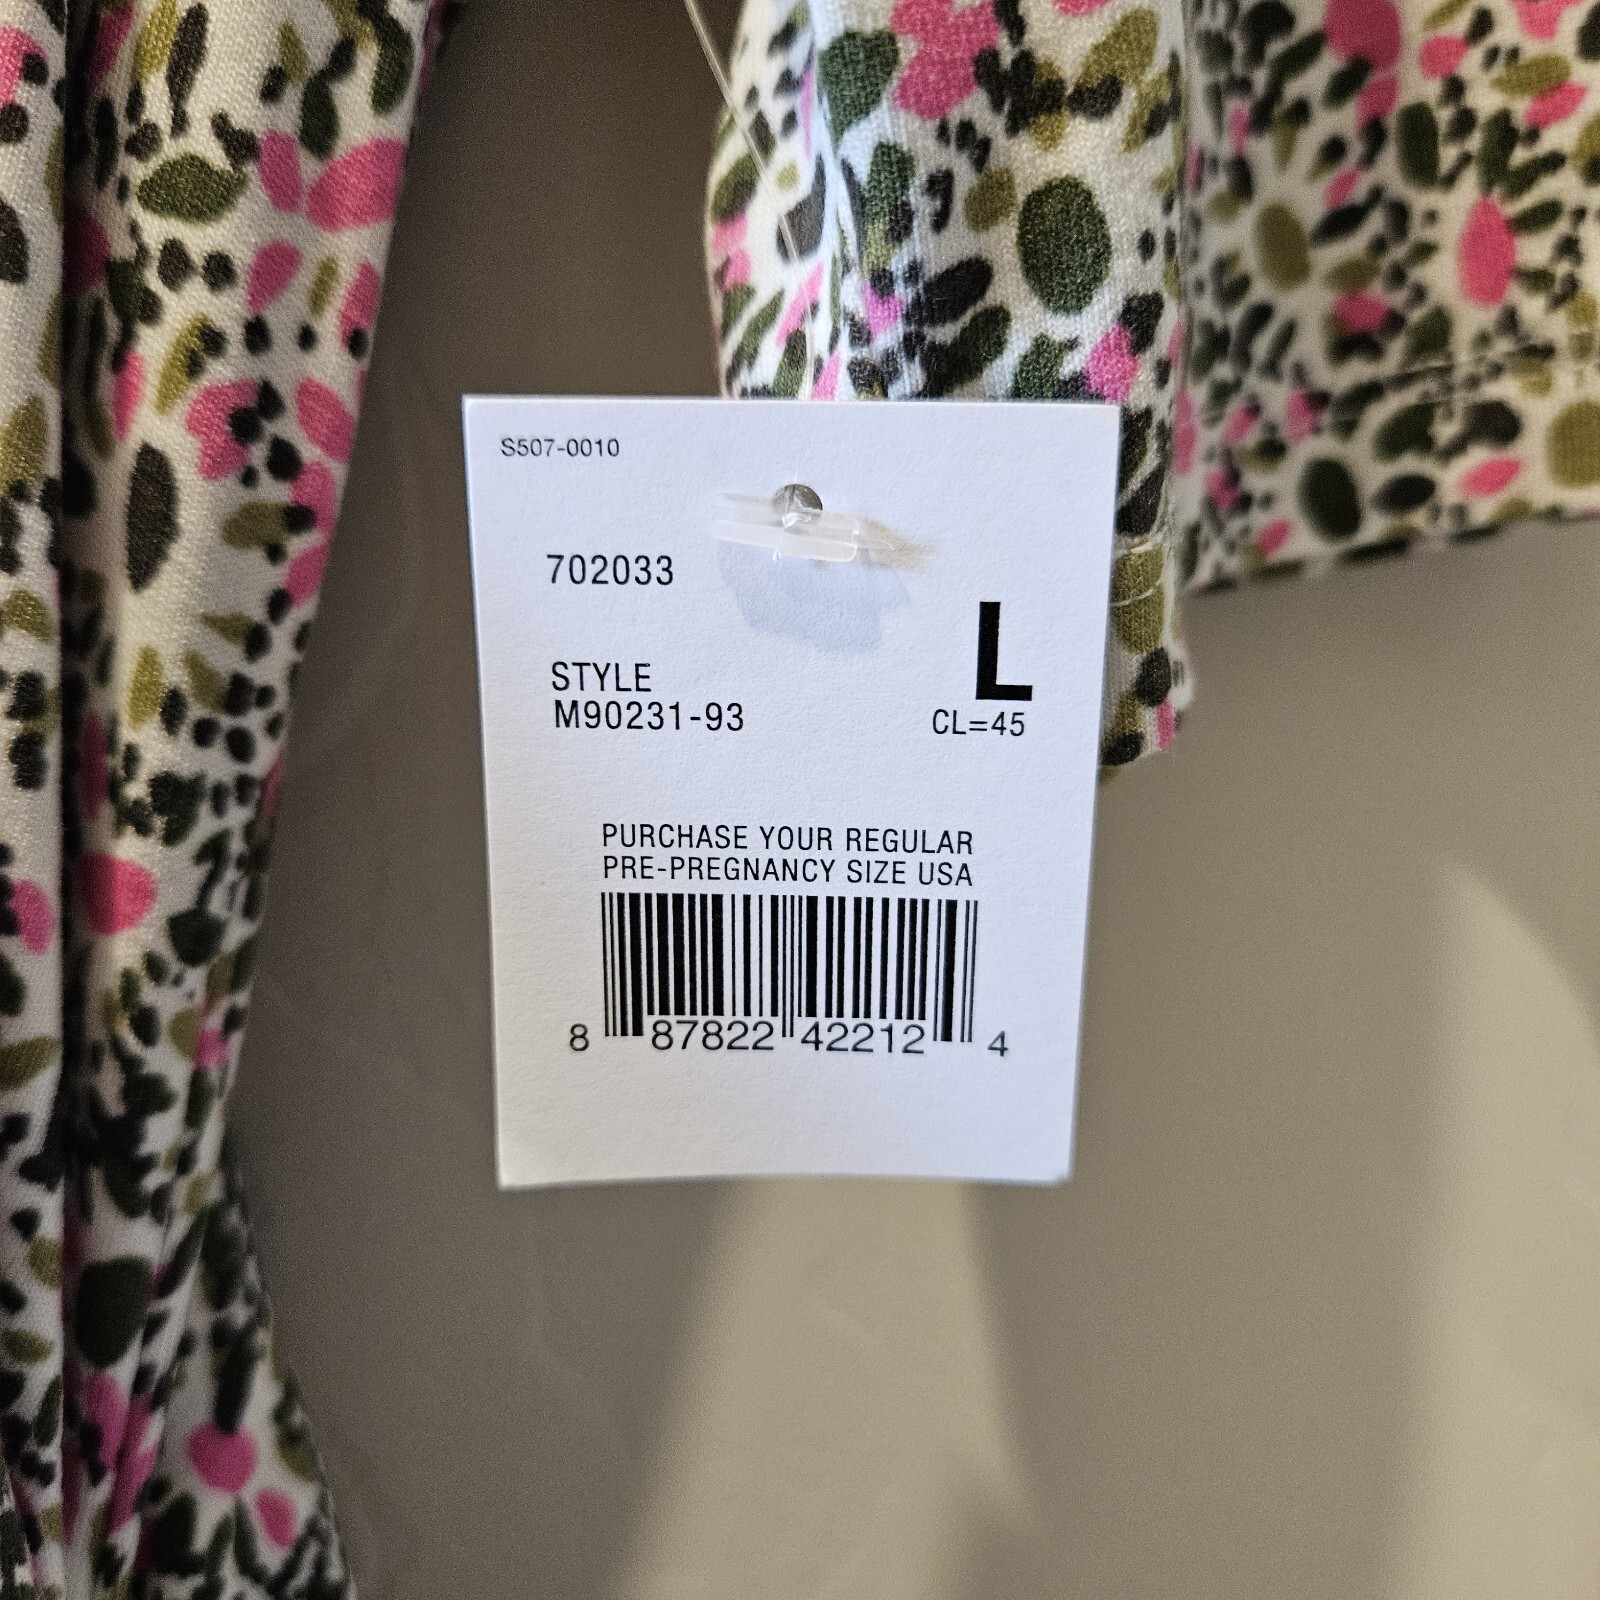 S507-0010
702033
L
STYLE
M90231-93
CL=45
PURCHASE YOUR REGULAR
PRE-PREGNANCY SIZE USA
8 87822 42212 4